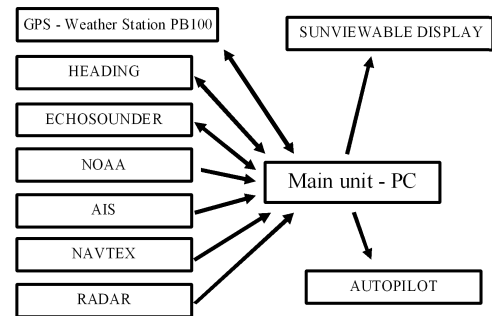 GPS - Weather Station PB100
SUNVIEWABLE DISPLAY
HEADING
ECHOSOUNDER
NOAA
Main unit - PC
AIS
NAVTEX
AUTOPILOT
RADAR